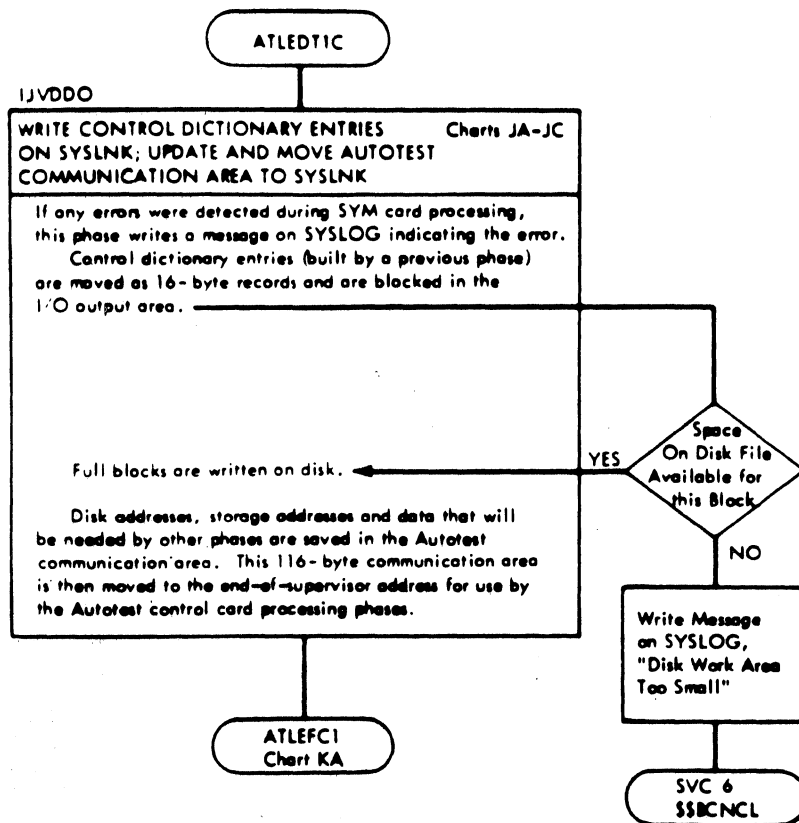 ATLEDT1C
IJVDDO
WRITE CONTROL DICTIONARY ENTRIES Charts JA-JC
ON SYSLNK; UPDATE AND MOVE AUTOTEST
COMMUNICATION AREA TO SYSLNK
If any errors were detected during SYM card processing,
this phase writes a message on SYSLOG indicating the error.
Control dictionary entries (built by a previous phase)
are moved as 16-byte records and are blocked in the
I/O output area.
Space
On Disk File
Available for
this Block
YES
Full blocks are written on disk.
NO
Disk addresses, storage addresses and data that will
be needed by other phases are saved in the Autotest
communication area. This 116-byte communication area
is then moved to the end-of-supervisor address for use by
the Autotest control card processing phases.
Write Message
on SYSLOG,
"Disk Work Area
Too Small"
ATLEFC1
Chart KA
SVC 6
$$BCNCL